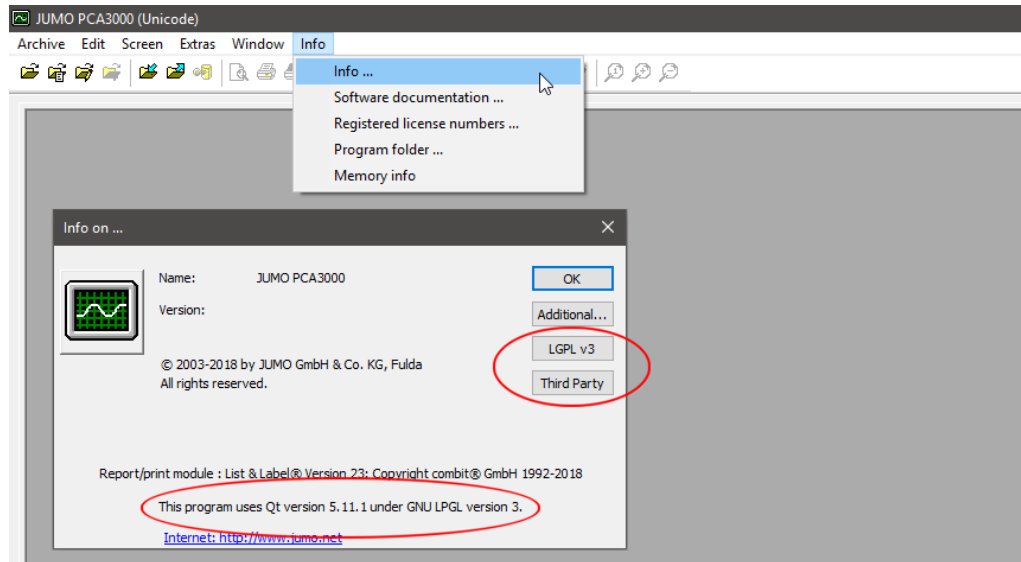 JUMO PCA3000 (Unicode)
Archive Edit Screen Extras Window Info
Info ...
Software documentation ...
Registered license numbers ...
Program folder ...
Memory info
Info on ...
Name: JUMO PCA3000
OK
Version:
Additional...
LGPL v3
© 2003-2018 by JUMO GmbH & Co. KG, Fulda
All rights reserved.
Third Party
Report/print module : List & Label® Version 23: Copyright combit® GmbH 1992-2018
This program uses Qt version 5.11.1 under GNU LPGL version 3.
Internet: http://www.jumo.net